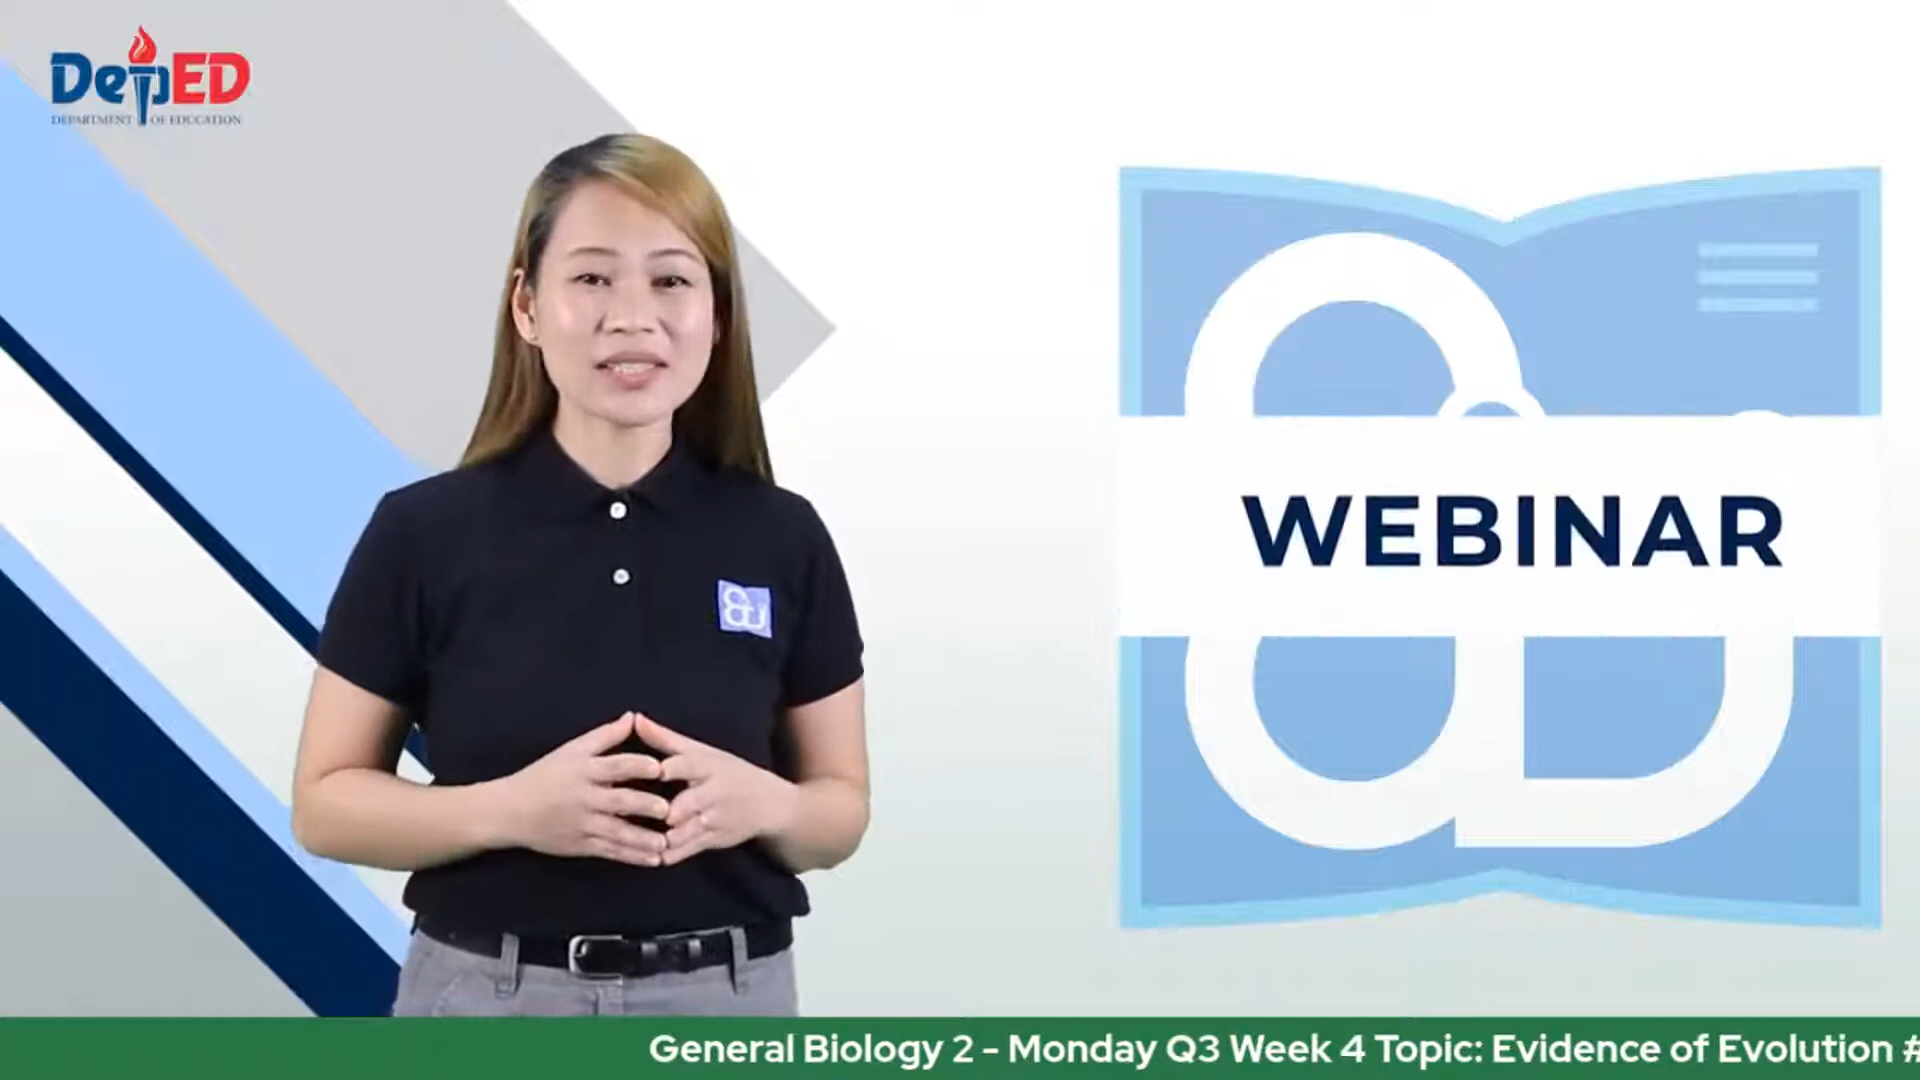 DepED
DEPARTMENT OF EDUCATION
WEBINAR
General Biology 2 - Monday Q3 Week 4 Topic: Evidence of Evolution #